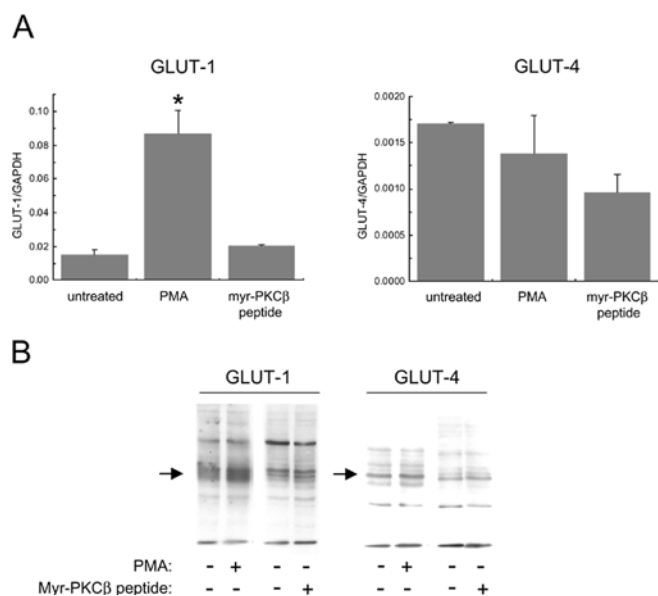 A
GLUT-1
GLUT-4
GLUT-1/GAPDH
0.10
0.08
0.06
0.04
0.02
0.00
*
untreated
PMA
myr-PKCβ
peptide
GLUT-4/GAPDH
0.0020
0.0015
0.0010
0.0005
0.0000
untreated
PMA
myr-PKCβ
peptide
B
GLUT-1
GLUT-4
PMA: - + - - - + - -
Myr-PKCβ peptide: - - - + - - - +